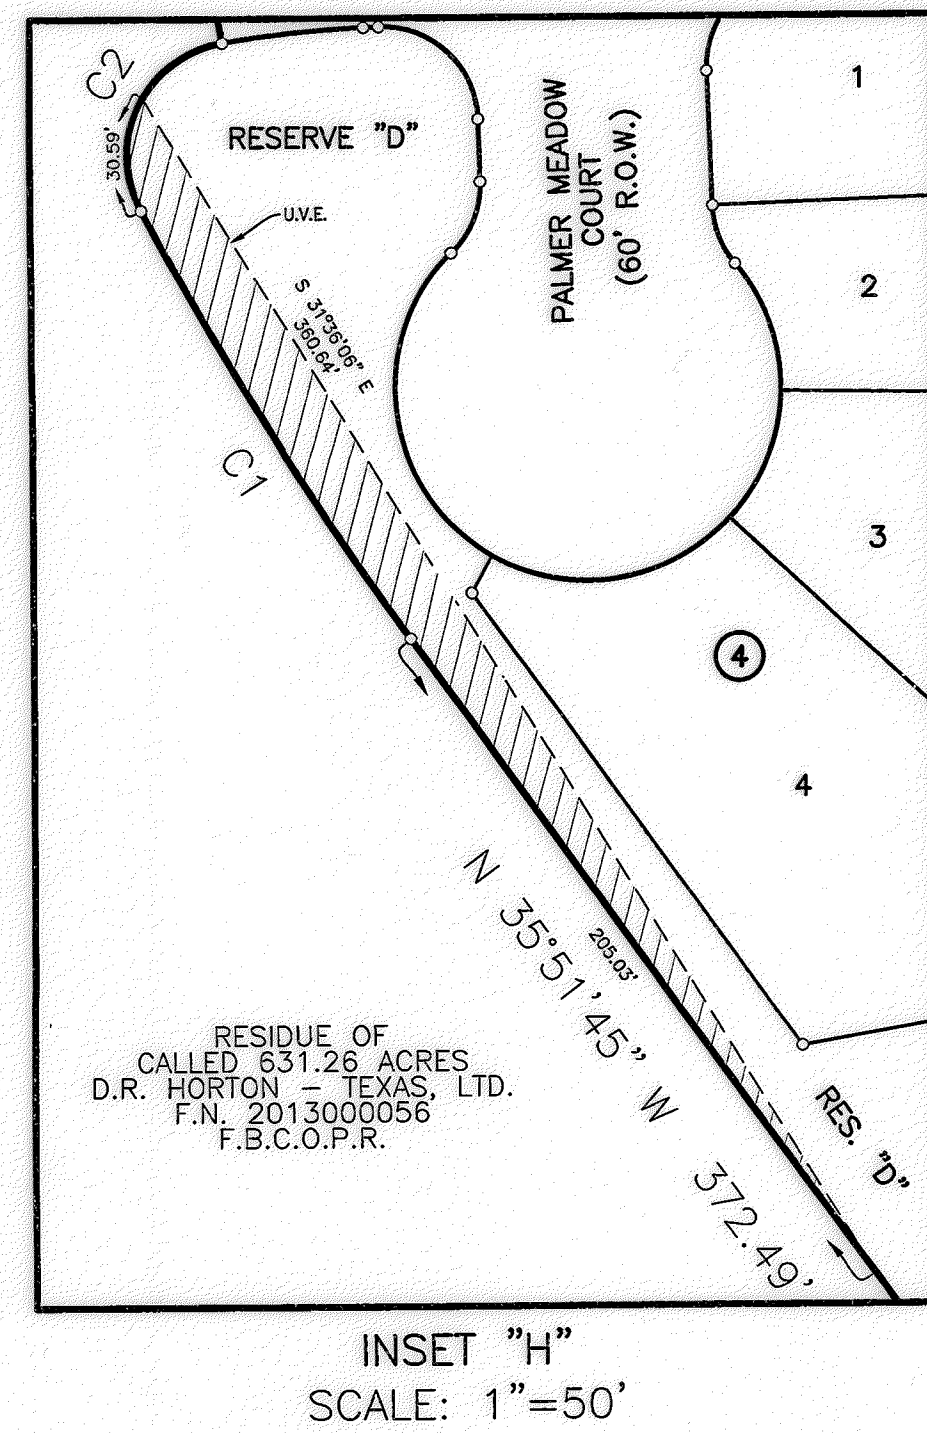 C2
30.59'
RESERVE "D"
U.V.E.
S 31°36'06" E
360.64'
PALMER MEADOW
COURT
(60' R.O.W.)
1
2
3
4
4
C1
N 35°51'45" W 372.49'
205.03'
RESIDUE OF
CALLED 631.26 ACRES
D.R. HORTON – TEXAS, LTD.
F.N. 2013000056
F.B.C.O.P.R.
RES. "D"
INSET "H"
SCALE: 1"=50'